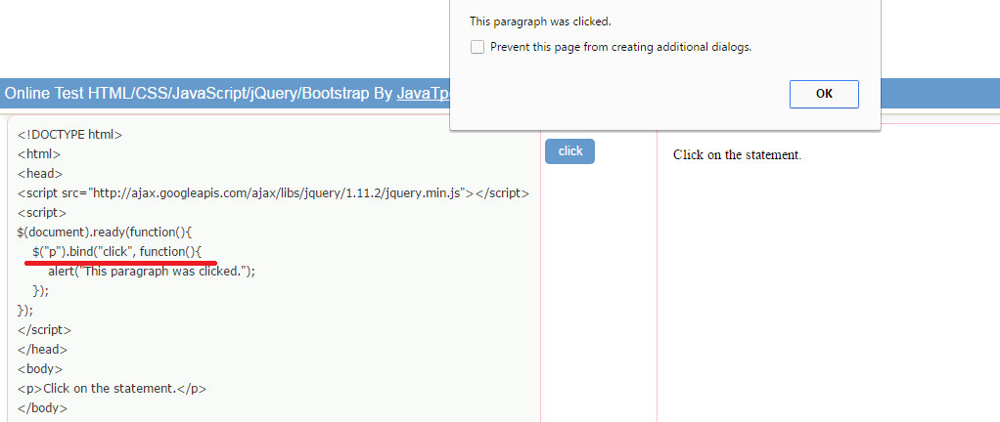 This paragraph was clicked.
Prevent this page from creating additional dialogs.
OK
Online Test HTML/CSS/JavaScript/jQuery/Bootstrap By JavaTp
<!DOCTYPE html>
<html>
<head>
<script src="http://ajax.googleapis.com/ajax/libs/jquery/1.11.2/jquery.min.js"></script>
<script>
$(document).ready(function(){
$("p").bind("click", function(){
alert("This paragraph was clicked.");
});
});
</script>
</head>
<body>
<p>Click on the statement.</p>
</body>
click
Click on the statement.